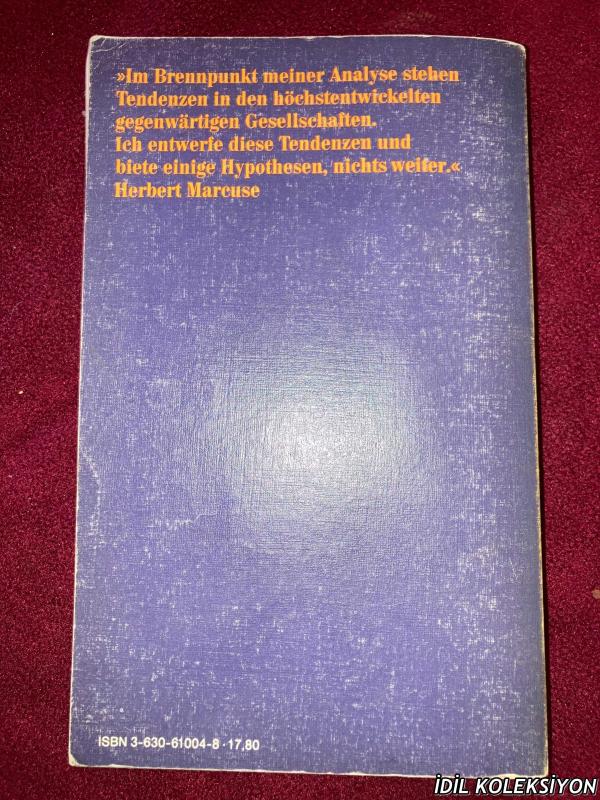 »Im Brennpunkt meiner Analyse stehen
Tendenzen in den höchstentwickelten
gegenwärtigen Gesellschaften.
Ich entwerfe diese Tendenzen und
biete einige Hypothesen, nichts weiter.«
Herbert Marcuse
ISBN 3-630-61004-8 · 17,80
İDİL KOLEKSİYON